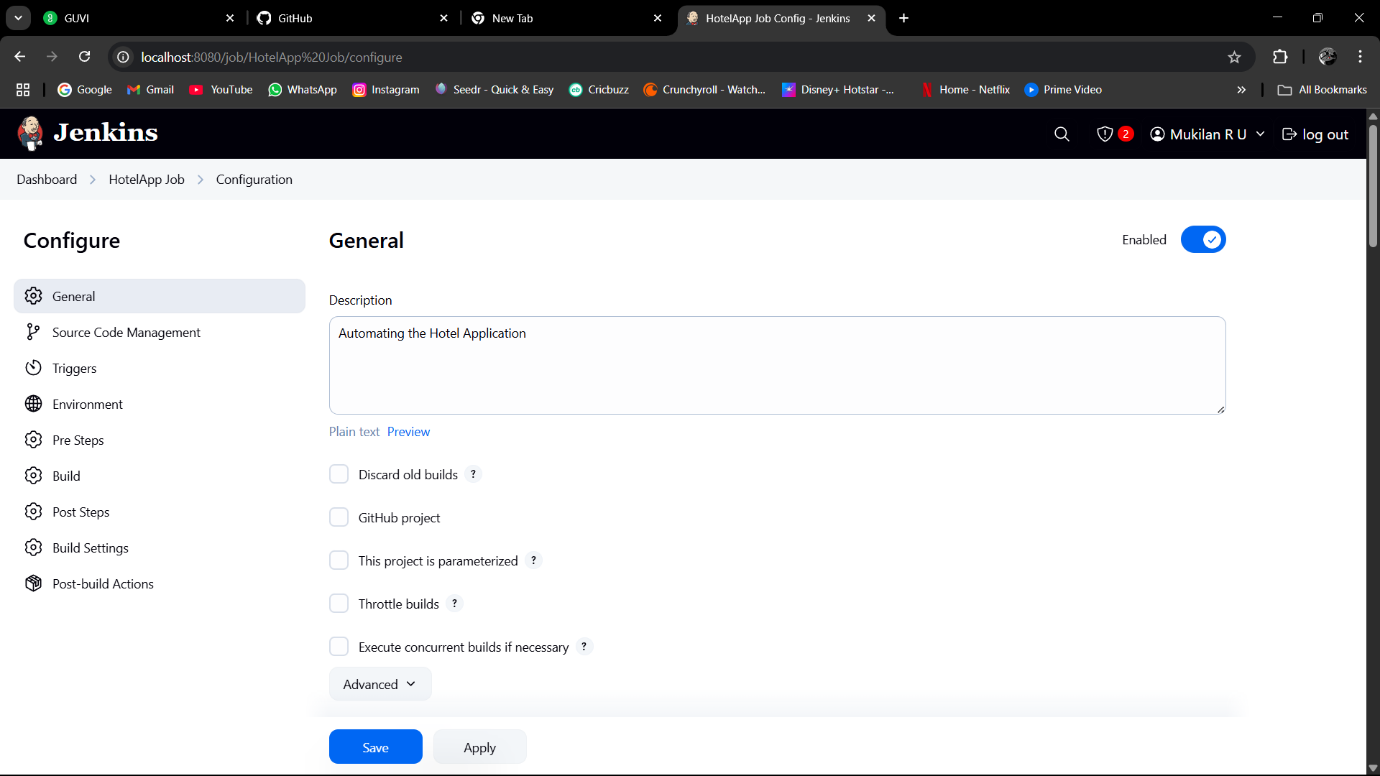 GUVI
GitHub
New Tab
HotelApp Job Config - Jenkins
localhost:8080/job/HotelApp%20Job/configure
Google
Gmail
YouTube
WhatsApp
Instagram
Seedr - Quick & Easy
Cricbuzz
Crunchyroll - Watch...
Disney+ Hotstar -...
Home - Netflix
Prime Video
All Bookmarks
Jenkins
2
Mukilan R U
log out
Dashboard
HotelApp Job
Configuration
Configure
General
Source Code Management
Triggers
Environment
Pre Steps
Build
Post Steps
Build Settings
Post-build Actions
General
Enabled
Description
Automating the Hotel Application
Plain text Preview
Discard old builds ?
GitHub project
This project is parameterized ?
Throttle builds ?
Execute concurrent builds if necessary ?
Advanced
Save
Apply